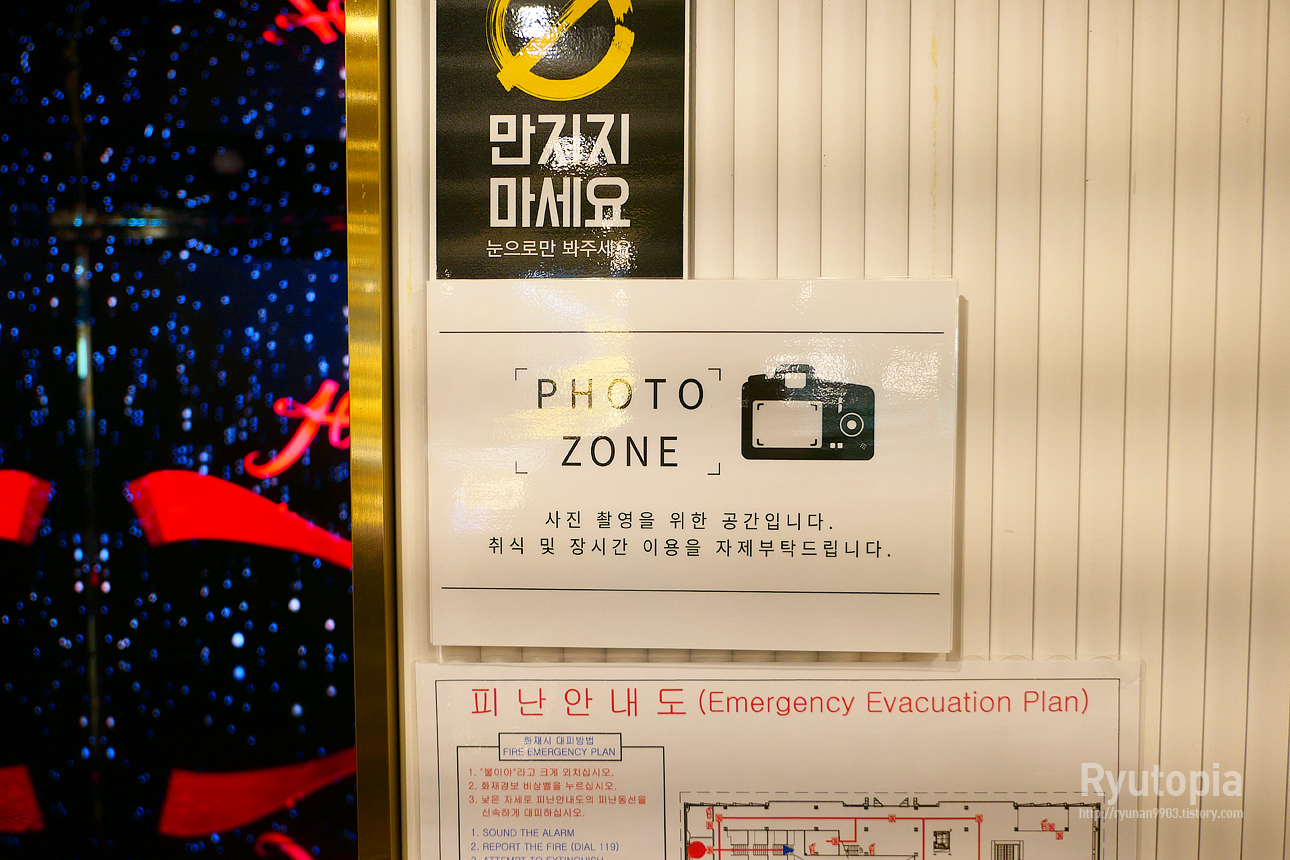 만지지
마세요
눈으로만 봐주세요
PHOTO
ZONE
사진 촬영을 위한 공간입니다.
취식 및 장시간 이용을 자제부탁드립니다.
피난안내도 (Emergency Evacuation Plan)
화재시 대피방법
FIRE EMERGENCY PLAN
1. "불이야"라고 크게 외치십시오.
2. 화재경보 비상벨을 누르십시오.
3. 낮은 자세로 피난안내도의 피난동선을
신속하게 대피하십시오.
1. SOUND THE ALARM
2. REPORT THE FIRE (DIAL 119)
3. ATTEMPT TO EXTINGUISH
Ryutopia
http://ryunan9903.tistory.com